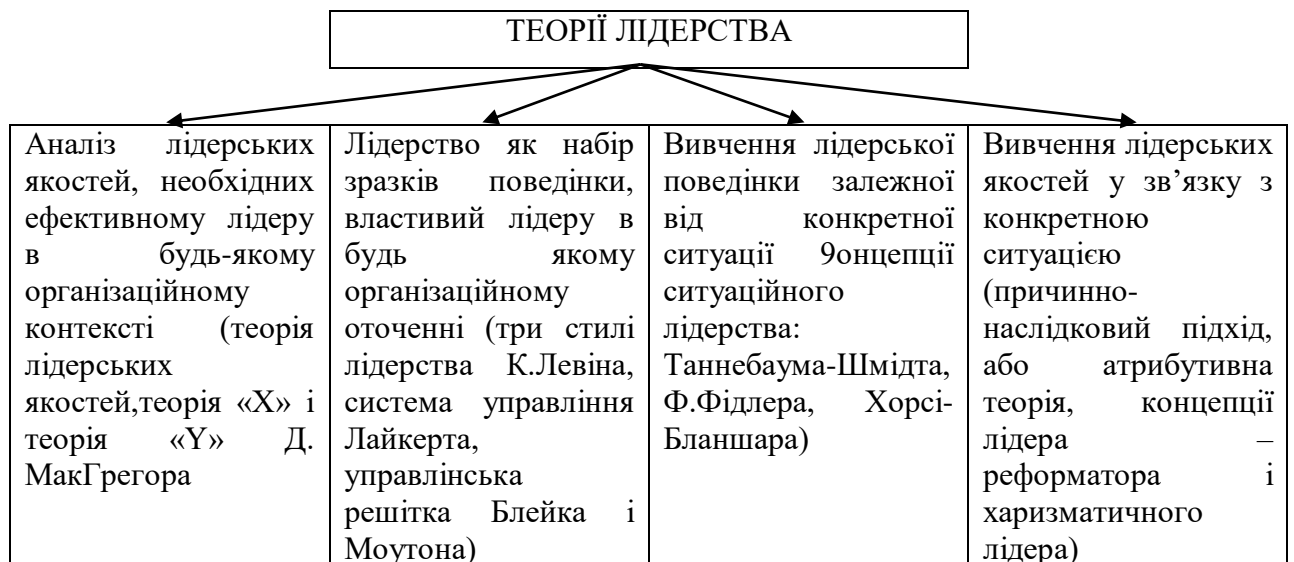 ТЕОРІЇ ЛІДЕРСТВА
Аналіз лідерських
якостей, необхідних
ефективному лідеру
в будь-якому
організаційному
контексті (теорія
лідерських
якостей,теорія «X» і
теорія «Y» Д.
МакГрегора
Лідерство як набір
зразків поведінки,
властивий лідеру в
будь якому
організаційному
оточенні (три стилі
лідерства К.Левіна,
система управління
Лайкерта,
управлінська
решітка Блейка і
Моутона)
Вивчення лідерської
поведінки залежної
від конкретної
ситуації 9онцепції
ситуаційного
лідерства:
Таннебаума-Шмідта,
Ф.Фідлера, Хорсі-
Бланшара)
Вивчення лідерських
якостей у зв’язку з
конкретною
ситуацією
(причинно-
наслідковий підхід,
або атрибутивна
теорія, концепції
лідера –
реформатора і
харизматичного
лідера)